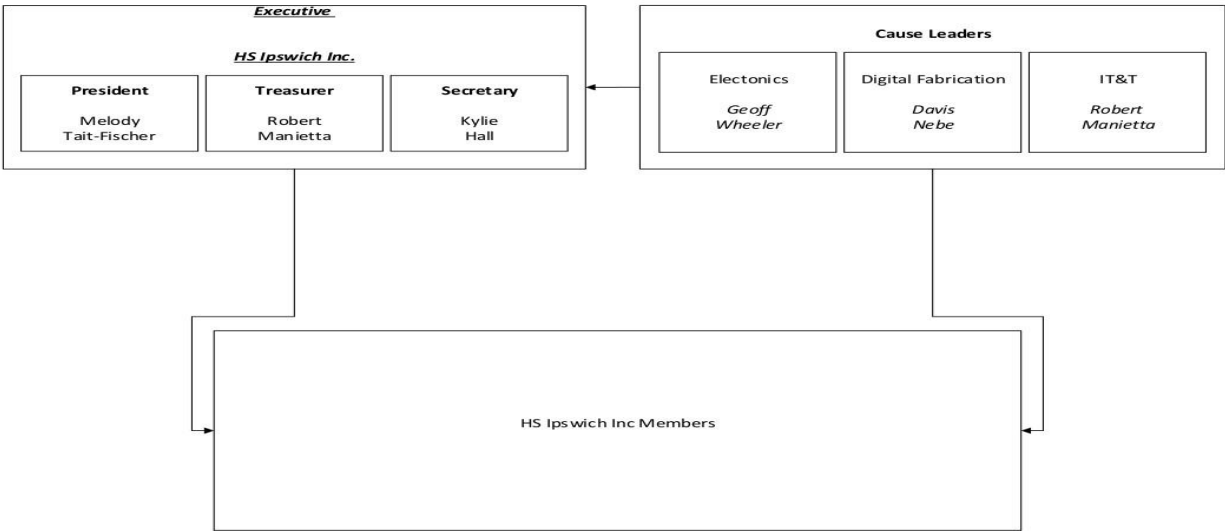 Executive
HS Ipswich Inc.
President
Melody
Tait-Fischer
Treasurer
Robert
Manietta
Secretary
Kylie
Hall
Cause Leaders
Electonics
Geoff
Wheeler
Digital Fabrication
Davis
Nebe
IT&T
Robert
Manietta
HS Ipswich Inc Members